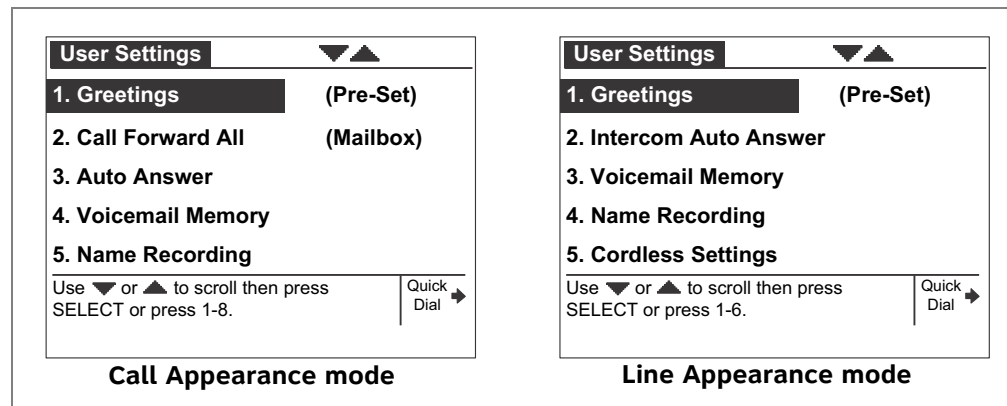 User Settings
1. Greetings (Pre-Set)
2. Call Forward All (Mailbox)
3. Auto Answer
4. Voicemail Memory
5. Name Recording
Use ▼ or ▲ to scroll then press
SELECT or press 1-8.
Quick
Dial
Call Appearance mode
User Settings
1. Greetings (Pre-Set)
2. Intercom Auto Answer
3. Voicemail Memory
4. Name Recording
5. Cordless Settings
Use ▼ or ▲ to scroll then press
SELECT or press 1-6.
Quick
Dial
Line Appearance mode